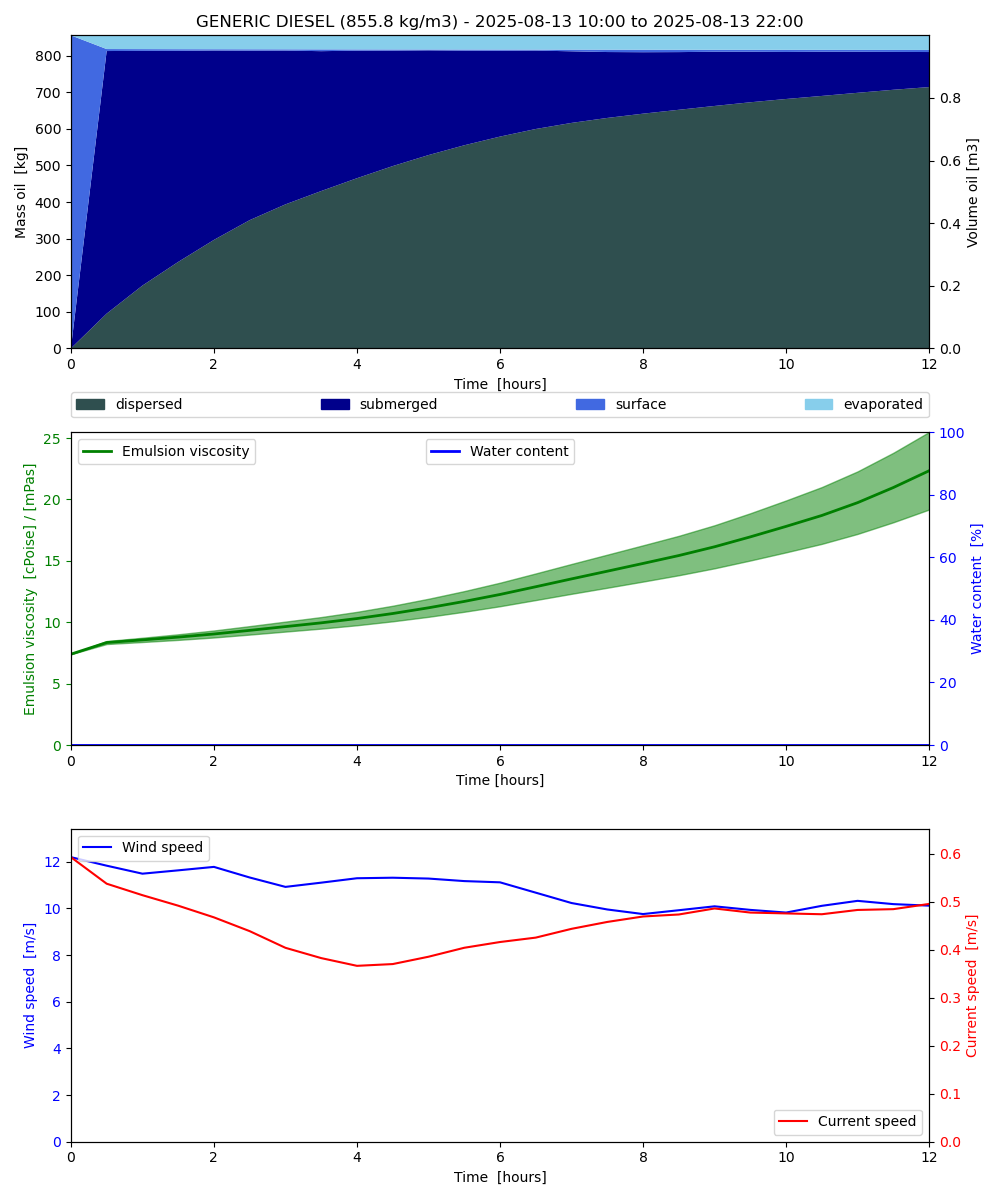 GENERIC DIESEL (855.8 kg/m3) - 2025-08-13 10:00 to 2025-08-13 22:00
800
700
600
500
400
300
200
100
0
Mass oil [kg]
0.8
0.6
0.4
0.2
0.0
Volume oil [m3]
0 2 4 6 8 10 12
Time [hours]
dispersed submerged surface evaporated
25
20
15
10
5
0
Emulsion viscosity [cPoise] / [mPas]
Emulsion viscosity
Water content
100
80
60
40
20
0
Water content [%]
0 2 4 6 8 10 12
Time [hours]
12
10
8
6
4
2
0
Wind speed [m/s]
Wind speed
0.6
0.5
0.4
0.3
0.2
0.1
0.0
Current speed [m/s]
Current speed
0 2 4 6 8 10 12
Time [hours]